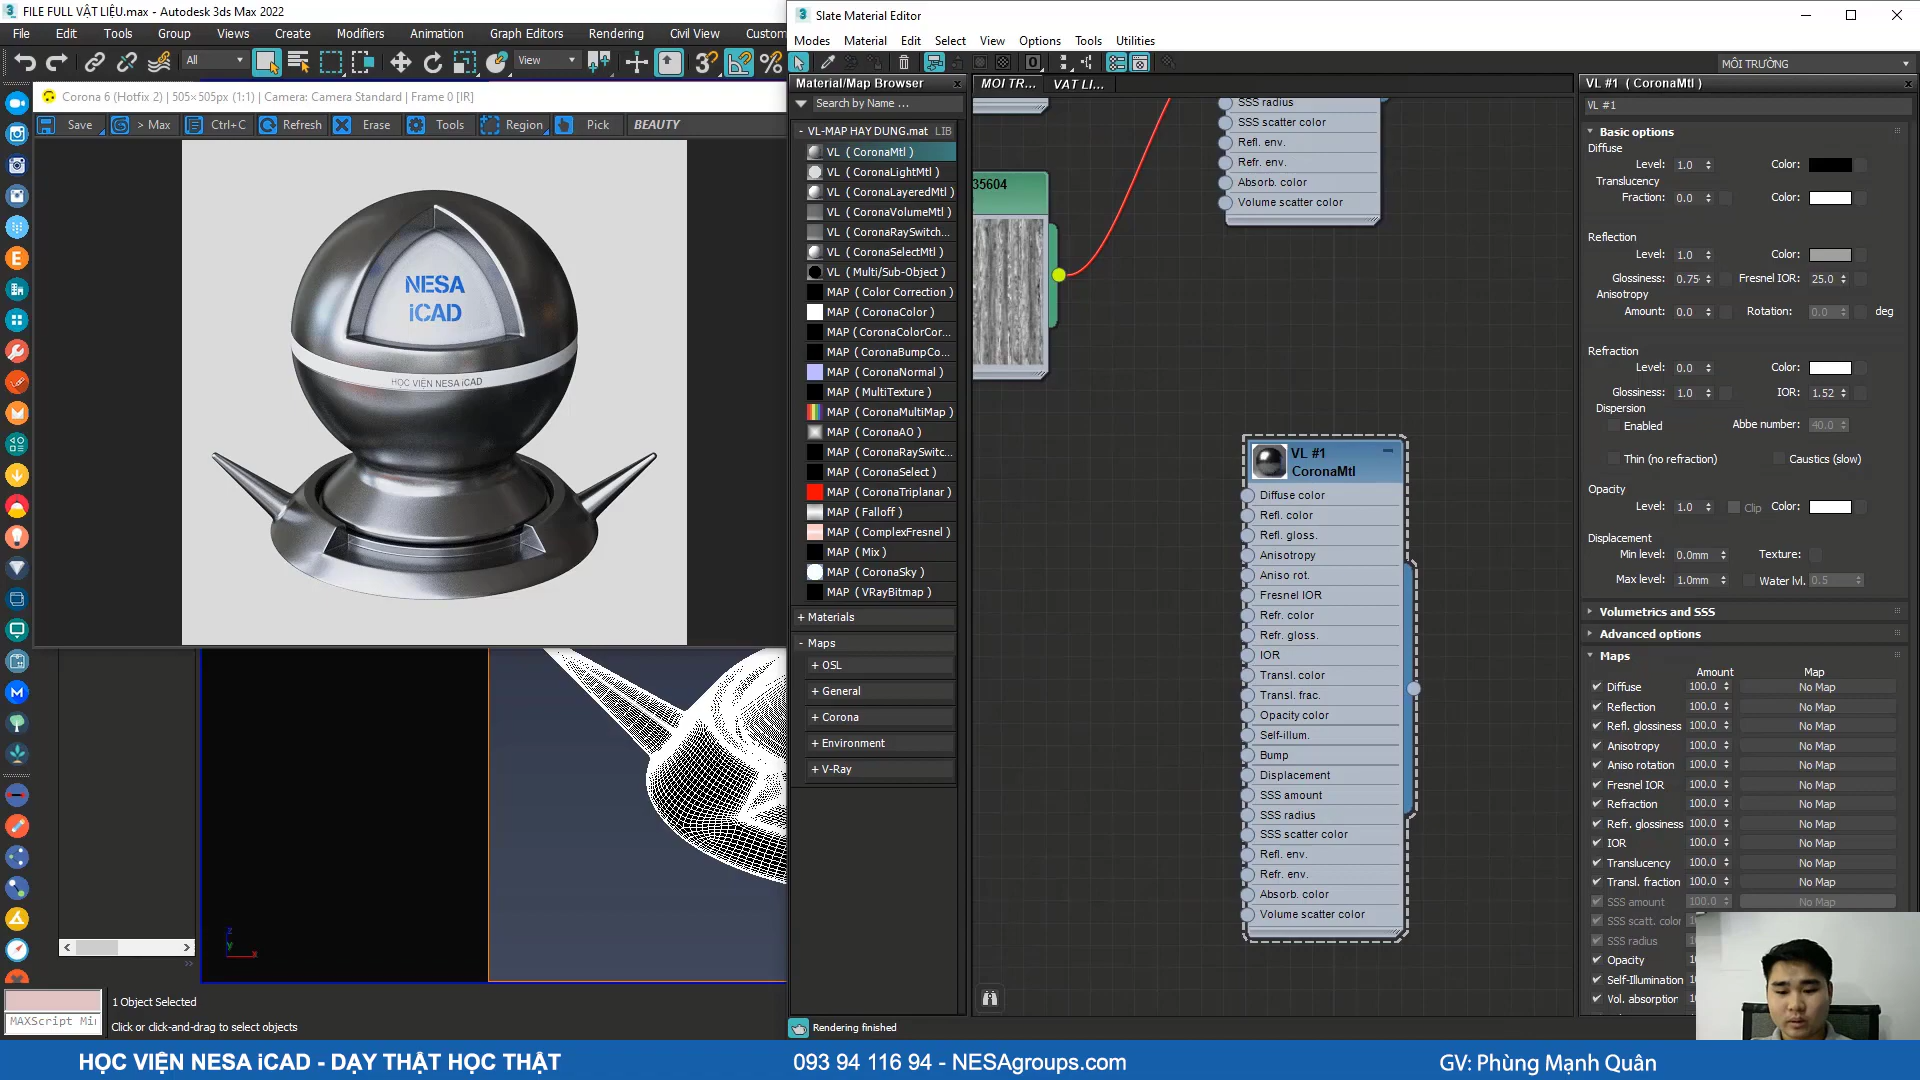 FILE FULL VẬT LIỆU.max - Autodesk 3ds Max 2022
File Edit Tools Group Views Create Modifiers Animation Graph Editors Rendering Civil View Custom
All View
Corona 6 (Hotfix 2) | 505×505px (1:1) | Camera: Camera Standard | Frame 0 [IR]
Save > Max Ctrl+C Refresh Erase Tools Region Pick BEAUTY
NESA
iCAD
HỌC VIỆN NESA iCAD
1 Object Selected
MAXScript Mi
Click or click-and-drag to select objects
Slate Material Editor
Modes Material Edit Select View Options Tools Utilities
MÔI TRƯỜNG
Material/Map Browser
Search by Name ...
- VL-MAP HAY DUNG.mat LIB
VL ( CoronaMtl )
VL ( CoronaLightMtl )
VL ( CoronaLayeredMtl )
VL ( CoronaVolumeMtl )
VL ( CoronaRaySwitch...
VL ( CoronaSelectMtl )
VL ( Multi/Sub-Object )
MAP ( Color Correction )
MAP ( CoronaColor )
MAP ( CoronaColorCor...
MAP ( CoronaBumpCo...
MAP ( CoronaNormal )
MAP ( MultiTexture )
MAP ( CoronaMultiMap )
MAP ( CoronaAO )
MAP ( CoronaRaySwitc...
MAP ( CoronaSelect )
MAP ( CoronaTriplanar )
MAP ( Falloff )
MAP ( ComplexFresnel )
MAP ( Mix )
MAP ( CoronaSky )
MAP ( VRayBitmap )
+ Materials
- Maps
+ OSL
+ General
+ Corona
+ Environment
+ V-Ray
Rendering finished
MOI TR... VAT LI...
SSS radius
SSS scatter color
Refl. env.
Refr. env.
Absorb. color
Volume scatter color
35604
VL #1
CoronaMtl
Diffuse color
Refl. color
Refl. gloss.
Anisotropy
Aniso rot.
Fresnel IOR
Refr. color
Refr. gloss.
IOR
Transl. color
Transl. frac.
Opacity color
Self-illum.
Bump
Displacement
SSS amount
SSS radius
SSS scatter color
Refl. env.
Refr. env.
Absorb. color
Volume scatter color
VL #1 ( CoronaMtl )
VL #1
Basic options
Diffuse
Level: 1.0 Color:
Translucency
Fraction: 0.0 Color:
Reflection
Level: 1.0 Color:
Glossiness: 0.75 Fresnel IOR: 25.0
Anisotropy
Amount: 0.0 Rotation: 0.0 deg
Refraction
Level: 0.0 Color:
Glossiness: 1.0 IOR: 1.52
Dispersion
Enabled Abbe number: 40.0
Thin (no refraction) Caustics (slow)
Opacity
Level: 1.0 Clip Color:
Displacement
Min level: 0.0mm Texture:
Max level: 1.0mm Water lvl. 0.5
Volumetrics and SSS
Advanced options
Maps
Amount Map
Diffuse 100.0 No Map
Reflection 100.0 No Map
Refl. glossiness 100.0 No Map
Anisotropy 100.0 No Map
Aniso rotation 100.0 No Map
Fresnel IOR 100.0 No Map
Refraction 100.0 No Map
Refr. glossiness 100.0 No Map
IOR 100.0 No Map
Translucency 100.0 No Map
Transl. fraction 100.0 No Map
SSS amount 100.0 No Map
SSS scatt. color
SSS radius
Opacity
Self-Illumination
Vol. absorption
HỌC VIỆN NESA iCAD - DẠY THẬT HỌC THẬT
093 94 116 94 - NESAgroups.com
GV: Phùng Mạnh Quân